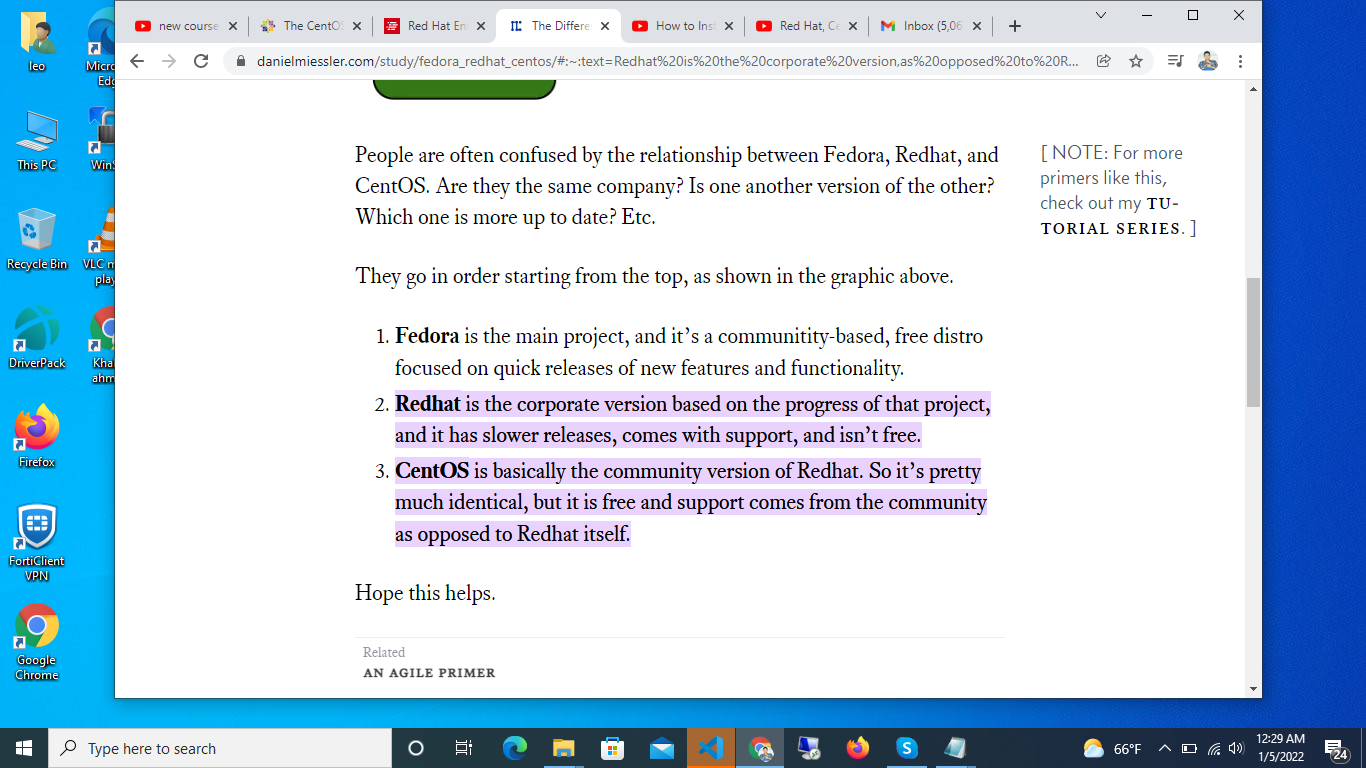 new course
The CentO
Red Hat En
The Differe
How to Inst
Red Hat, Ce
Inbox (5,06
danielmiessler.com/study/fedora_redhat_centos/#:~:text=Redhat%20is%20the%20corporate%20version,as%20opposed%20to%20R...
leo
Micro
Edg
This PC
WinS
Recycle Bin
VLC m
play
DriverPack
Khal
ahm
Firefox
FortiClient
VPN
Google
Chrome
People are often confused by the relationship between Fedora, Redhat, and
CentOS. Are they the same company? Is one another version of the other?
Which one is more up to date? Etc.
[ NOTE: For more
primers like this,
check out my TU-
TORIAL SERIES. ]
They go in order starting from the top, as shown in the graphic above.
1. Fedora is the main project, and it’s a communitity-based, free distro
focused on quick releases of new features and functionality.
2. Redhat is the corporate version based on the progress of that project,
and it has slower releases, comes with support, and isn’t free.
3. CentOS is basically the community version of Redhat. So it’s pretty
much identical, but it is free and support comes from the community
as opposed to Redhat itself.
Hope this helps.
Related
AN AGILE PRIMER
Type here to search
66°F
12:29 AM
1/5/2022
24